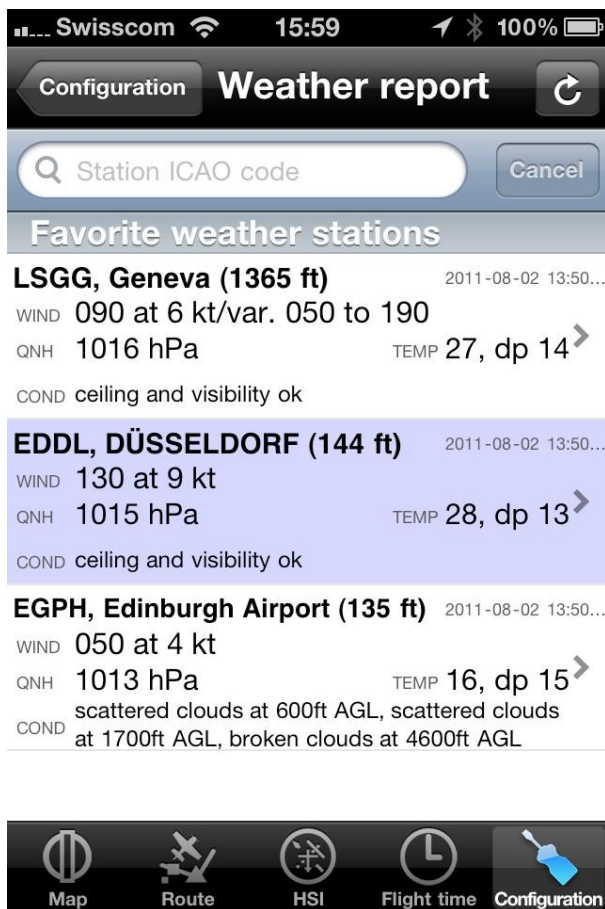 Swisscom 15:59 100%
Configuration Weather report
Station ICAO code Cancel
Favorite weather stations
LSGG, Geneva (1365 ft) 2011-08-02 13:50...
WIND 090 at 6 kt/var. 050 to 190
QNH 1016 hPa TEMP 27, dp 14
COND ceiling and visibility ok
EDDL, DÜSSELDORF (144 ft) 2011-08-02 13:50...
WIND 130 at 9 kt
QNH 1015 hPa TEMP 28, dp 13
COND ceiling and visibility ok
EGPH, Edinburgh Airport (135 ft) 2011-08-02 13:50...
WIND 050 at 4 kt
QNH 1013 hPa TEMP 16, dp 15
COND scattered clouds at 600ft AGL, scattered clouds
at 1700ft AGL, broken clouds at 4600ft AGL
Map Route HSI Flight time Configuration